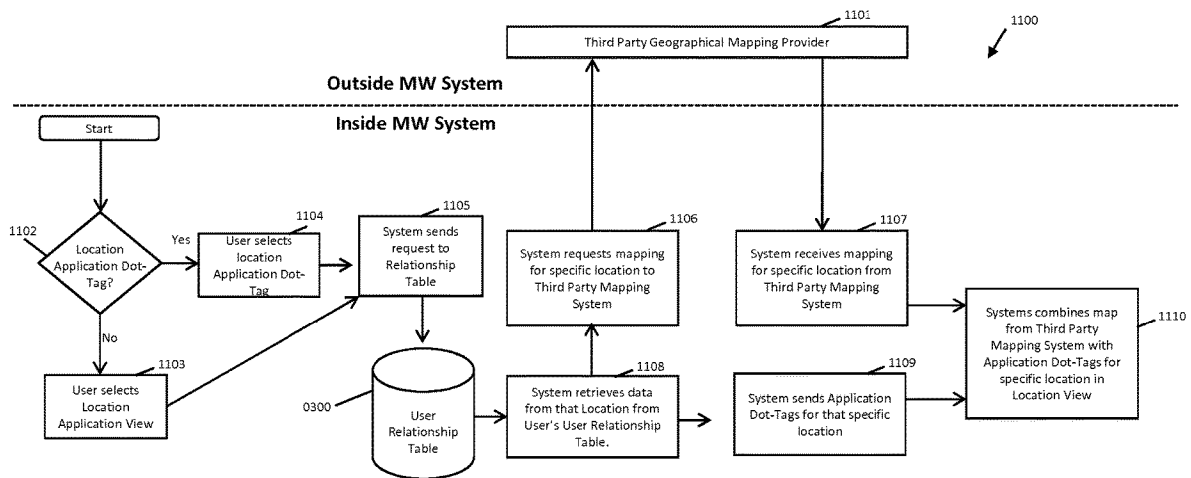 1101
Third Party Geographical Mapping Provider
1100
Outside MW System
Inside MW System
Start
1102
Location
Application Dot-
Tag?
Yes
No
1104
User selects
location
Application Dot-
Tag
1103
User selects
Location
Application View
1105
System sends
request to
Relationship
Table
0300
User
Relationship
Table
1106
System requests mapping
for specific location to
Third Party Mapping
System
1108
System retrieves data
from that Location from
User's User Relationship
Table.
1107
System receives mapping
for specific location from
Third Party Mapping
System
1109
System sends Application
Dot-Tags for that specific
location
1110
Systems combines map
from Third Party
Mapping System with
Application Dot-Tags for
specific location in
Location View